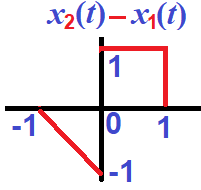 x₂(t) – x₁(t)
1
-1 0 1
-1